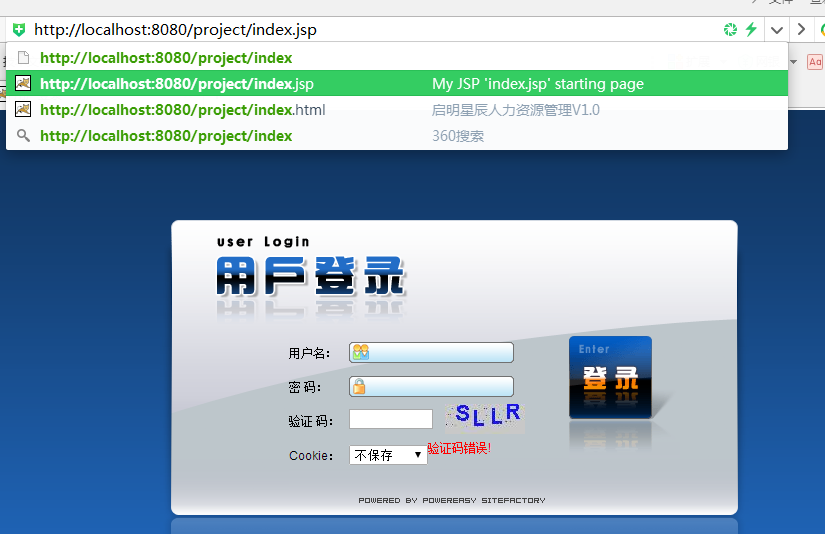 http://localhost:8080/project/index.jsp
http://localhost:8080/project/index
http://localhost:8080/project/index.jsp My JSP 'index.jsp' starting page
http://localhost:8080/project/index.html 启明星辰人力资源管理V1.0
http://localhost:8080/project/index 360搜索
Aa
user Login
用户登录
用户名：
Enter
登录
密 码：
验证码： SLLR
验证码错误!
Cookie： 不保存
POWERED BY POWEREASY SITEFACTORY